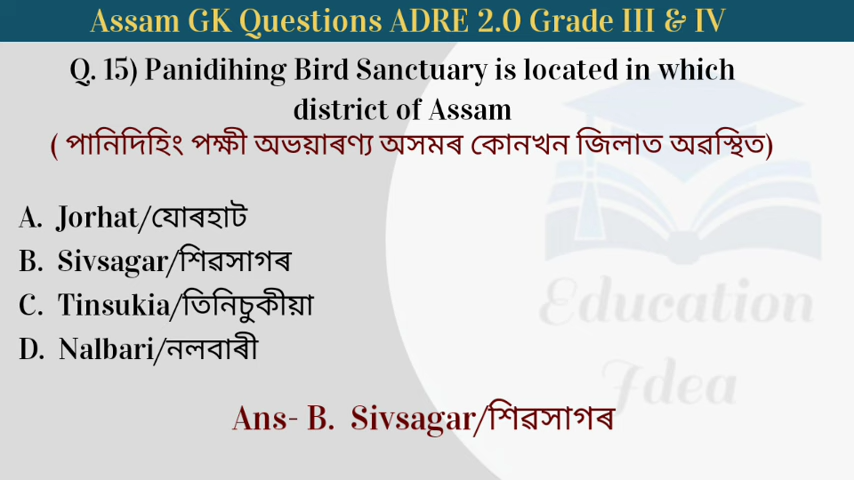 Assam GK Questions ADRE 2.0 Grade III & IV
Q. 15) Panidihing Bird Sanctuary is located in which
district of Assam
( পানিদিহিং পক্ষী অভয়াৰণ্য অসমৰ কোনখন জিলাত অৱস্থিত)
A. Jorhat/যোৰহাট
B. Sivsagar/শিৱসাগৰ
C. Tinsukia/তিনিচুকীয়া
D. Nalbari/নলবাৰী
Education
Idea
Ans- B. Sivsagar/শিৱসাগৰ